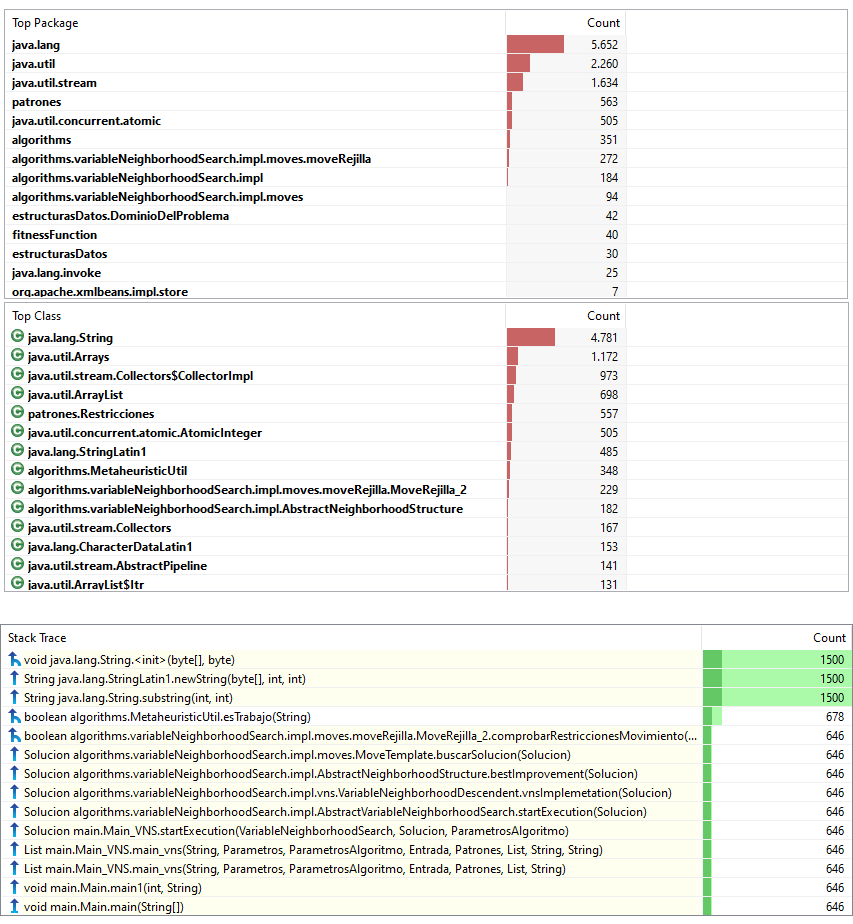 Top Package Count
java.lang 5.652
java.util 2.260
java.util.stream 1.634
patrones 563
java.util.concurrent.atomic 505
algorithms 351
algorithms.variableNeighborhoodSearch.impl.moves.moveRejilla 272
algorithms.variableNeighborhoodSearch.impl 184
algorithms.variableNeighborhoodSearch.impl.moves 94
estructurasDatos.DominioDelProblema 42
fitnessFunction 40
estructurasDatos 30
java.lang.invoke 25
org.apache.xmlbeans.impl.store 7
Top Class Count
java.lang.String 4.781
java.util.Arrays 1.172
java.util.stream.Collectors$CollectorImpl 973
java.util.ArrayList 698
patrones.Restricciones 557
java.util.concurrent.atomic.AtomicInteger 505
java.lang.StringLatin1 485
algorithms.MetaheuristicUtil 348
algorithms.variableNeighborhoodSearch.impl.moves.moveRejilla.MoveRejilla_2 229
algorithms.variableNeighborhoodSearch.impl.AbstractNeighborhoodStructure 182
java.util.stream.Collectors 167
java.lang.CharacterDataLatin1 153
java.util.stream.AbstractPipeline 141
java.util.ArrayList$Itr 131
Stack Trace Count
void java.lang.String.<init>(byte[], byte) 1500
String java.lang.StringLatin1.newString(byte[], int, int) 1500
String java.lang.String.substring(int, int) 1500
boolean algorithms.MetaheuristicUtil.esTrabajo(String) 678
boolean algorithms.variableNeighborhoodSearch.impl.moves.moveRejilla.MoveRejilla_2.comprobarRestriccionesMovimiento(... 646
Solucion algorithms.variableNeighborhoodSearch.impl.moves.MoveTemplate.buscarSolucion(Solucion) 646
Solucion algorithms.variableNeighborhoodSearch.impl.AbstractNeighborhoodStructure.bestImprovement(Solucion) 646
Solucion algorithms.variableNeighborhoodSearch.impl.vns.VariableNeighborhoodDescendent.vnsImplemetation(Solucion) 646
Solucion algorithms.variableNeighborhoodSearch.impl.AbstractVariableNeighborhoodSearch.startExecution(Solucion) 646
Solucion main.Main_VNS.startExecution(VariableNeighborhoodSearch, Solucion, ParametrosAlgoritmo) 646
List main.Main_VNS.main_vns(String, Parametros, ParametrosAlgoritmo, Entrada, Patrones, List, String, String) 646
List main.Main_VNS.main_vns(String, Parametros, ParametrosAlgoritmo, Entrada, Patrones, List, String) 646
void main.Main.main1(int, String) 646
void main.Main.main(String[]) 646